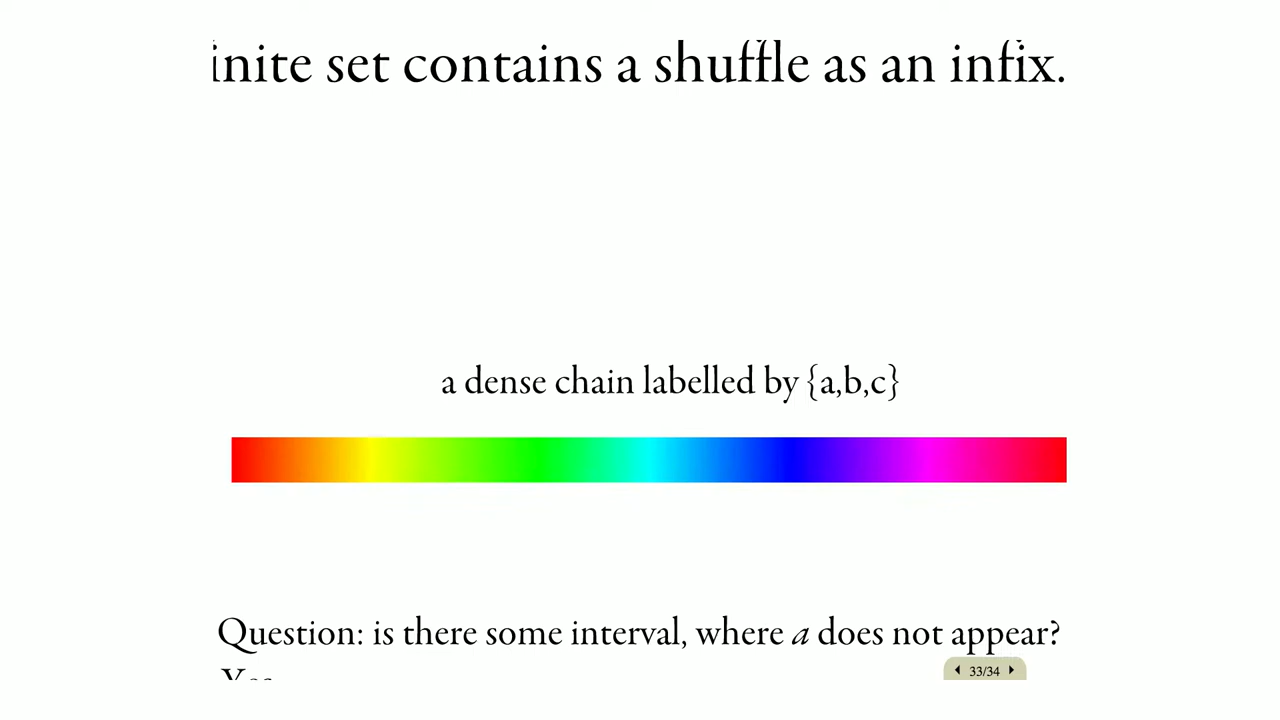 inite set contains a shuffle as an infix.
a dense chain labelled by {a,b,c}
Question: is there some interval, where a does not appear?
Yes
33/34